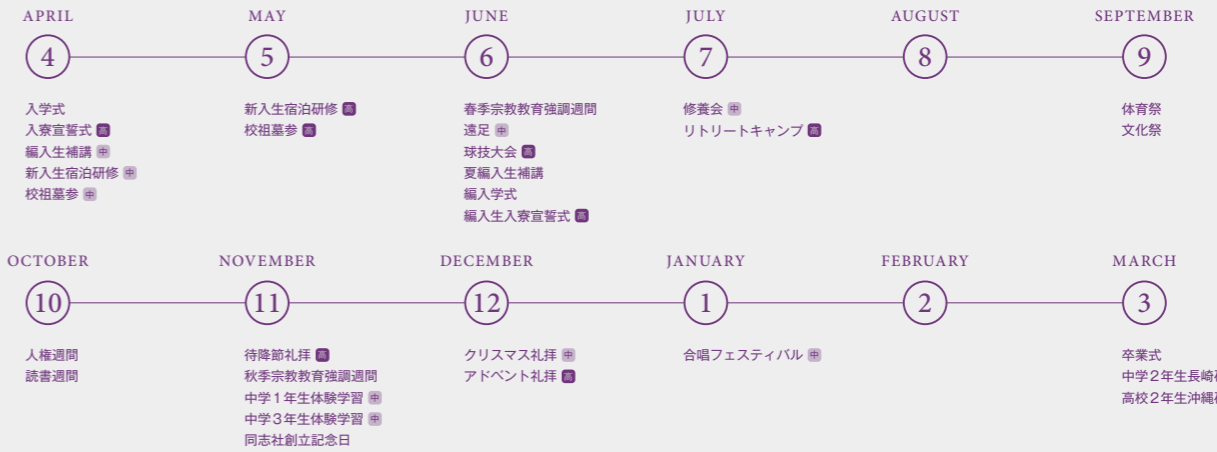 APRIL
4
入学式
入寮宣誓式 高
編入生補講 中
新入生宿泊研修 中
校祖墓参 中
MAY
5
新入生宿泊研修 高
校祖墓参 高
JUNE
6
春季宗教教育強調週間
遠足 中
球技大会 高
夏編入生補講
編入学式
編入生入寮宣誓式 高
JULY
7
修養会 中
リトリートキャンプ 高
AUGUST
8
SEPTEMBER
9
体育祭
文化祭
OCTOBER
10
人権週間
読書週間
NOVEMBER
11
待降節礼拝 高
秋季宗教教育強調週間
中学1年生体験学習 中
中学3年生体験学習 中
同志社創立記念日
DECEMBER
12
クリスマス礼拝 中
アドベント礼拝 高
JANUARY
1
合唱フェスティバル 中
FEBRUARY
2
MARCH
3
卒業式
中学2年生長崎
高校2年生沖縄